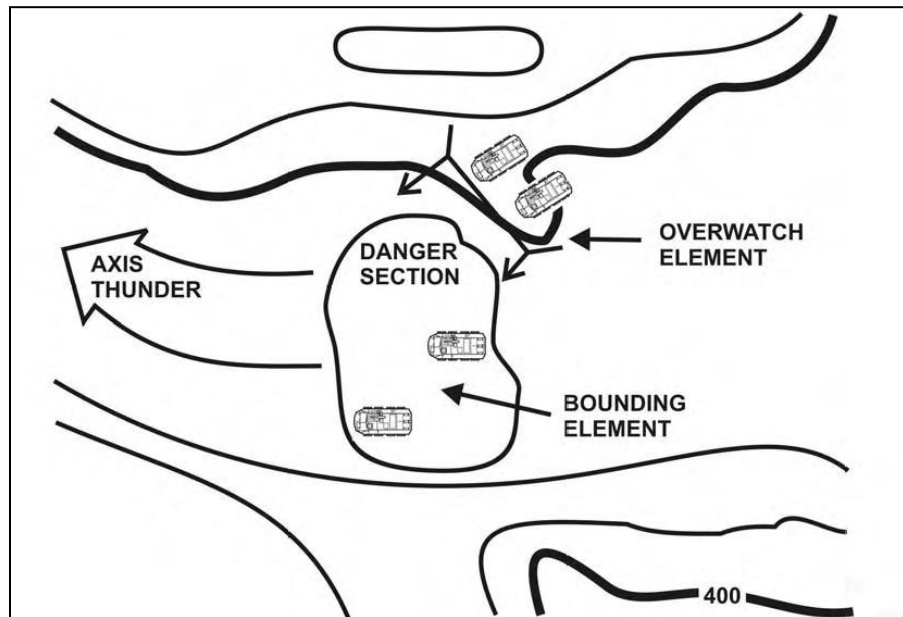 DANGER
SECTION
OVERWATCH
ELEMENT
AXIS
THUNDER
BOUNDING
ELEMENT
400